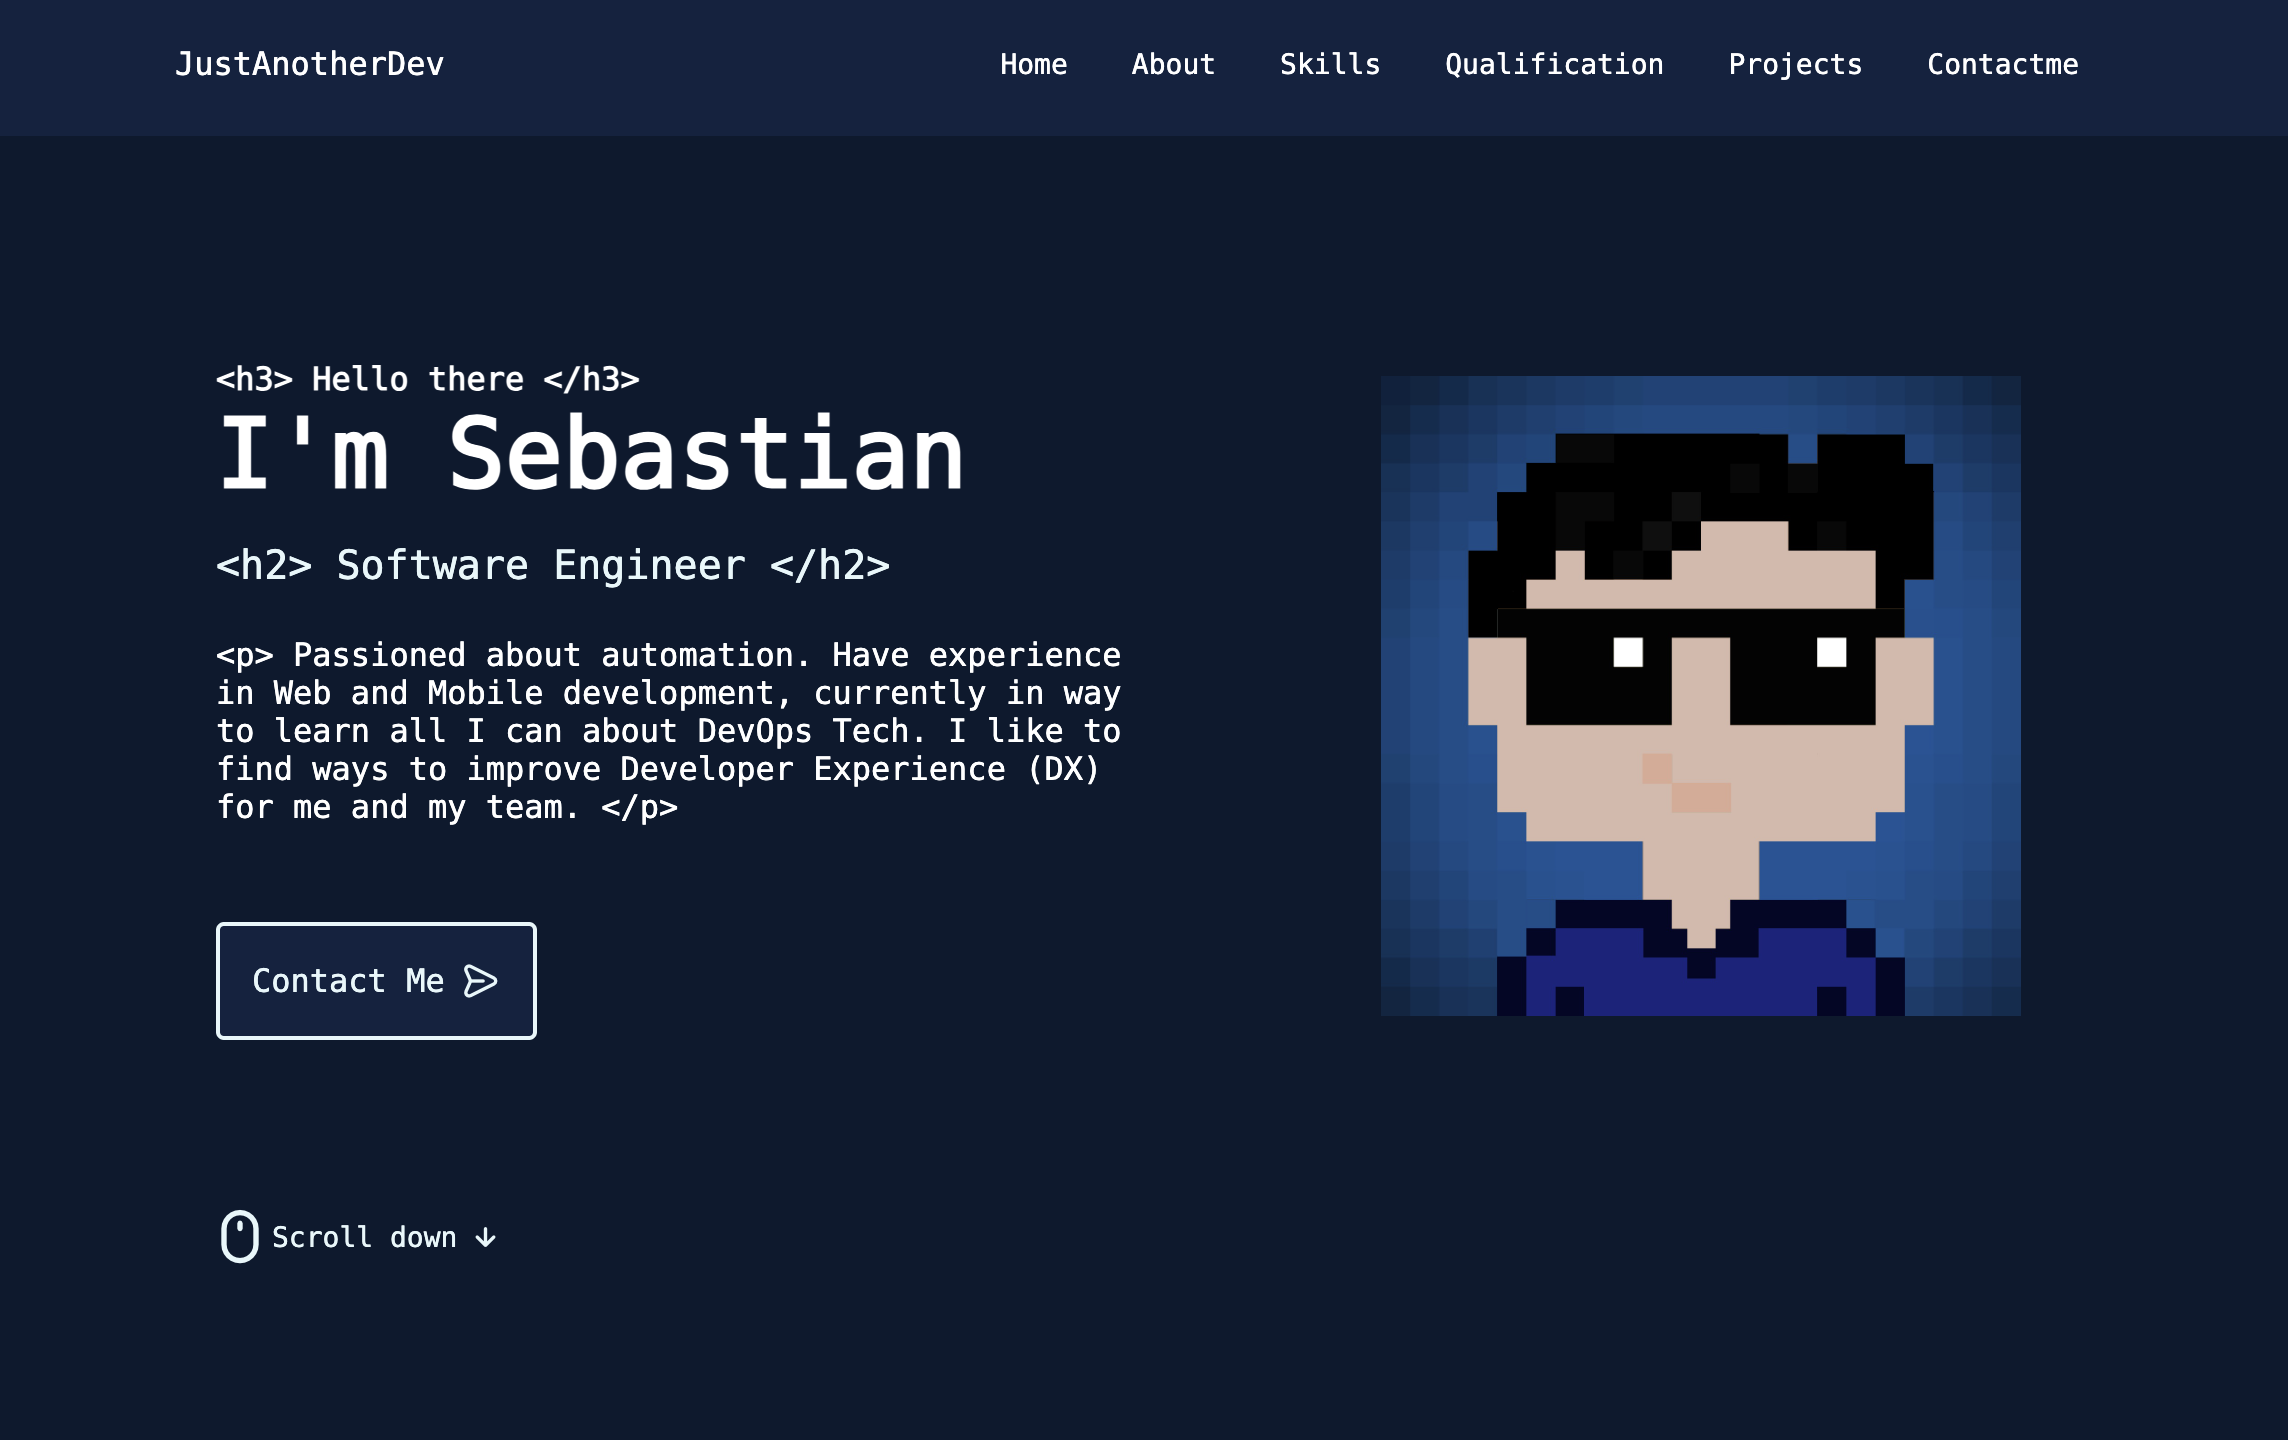 JustAnotherDev
Home About Skills Qualification Projects Contactme
<h3> Hello there </h3>
I'm Sebastian
<h2> Software Engineer </h2>
<p> Passioned about automation. Have experience
in Web and Mobile development, currently in way
to learn all I can about DevOps Tech. I like to
find ways to improve Developer Experience (DX)
for me and my team. </p>
Contact Me
Scroll down ↓